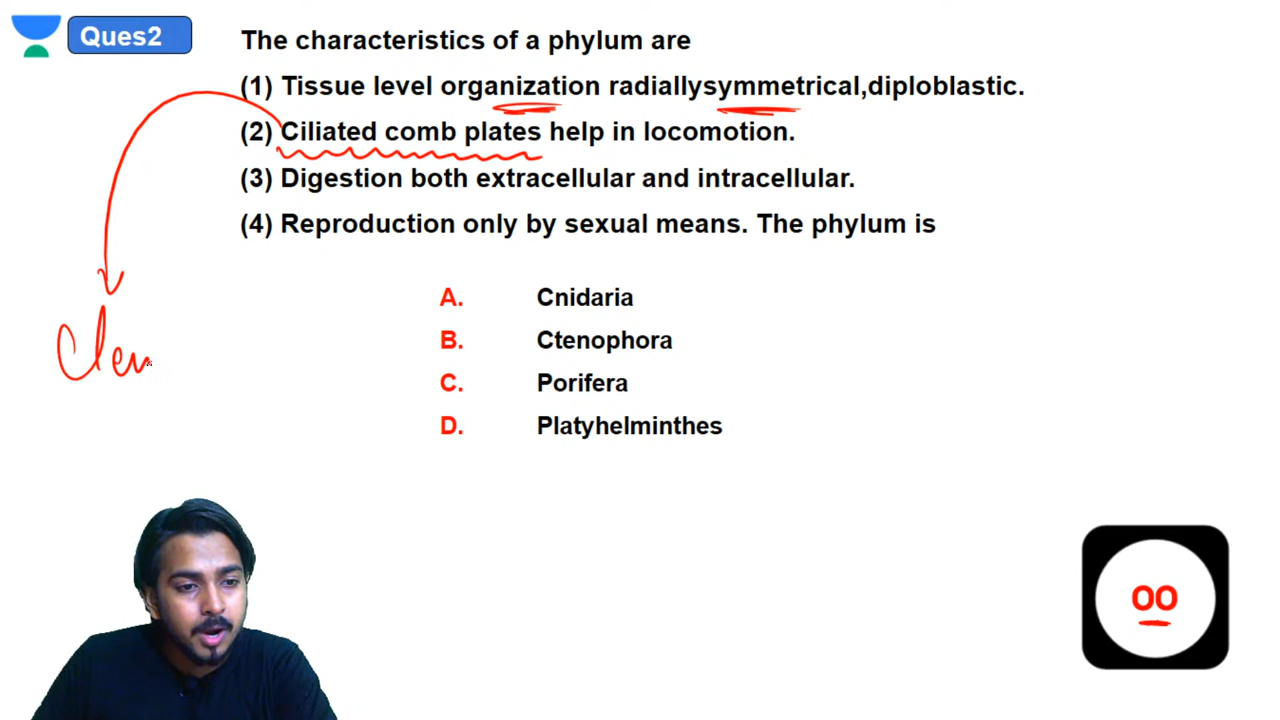 Ques2
The characteristics of a phylum are
(1) Tissue level organization radiallysymmetrical,diploblastic.
(2) Ciliated comb plates help in locomotion.
(3) Digestion both extracellular and intracellular.
(4) Reproduction only by sexual means. The phylum is
A. Cnidaria
B. Ctenophora
C. Porifera
D. Platyhelminthes
00